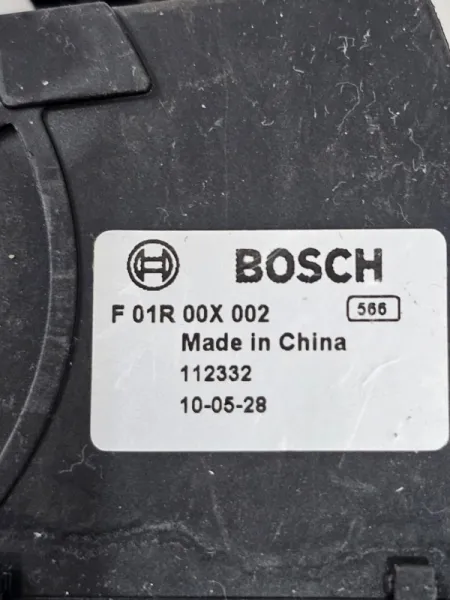 BOSCH
F 01R 00X 002 566
Made in China
112332
10-05-28